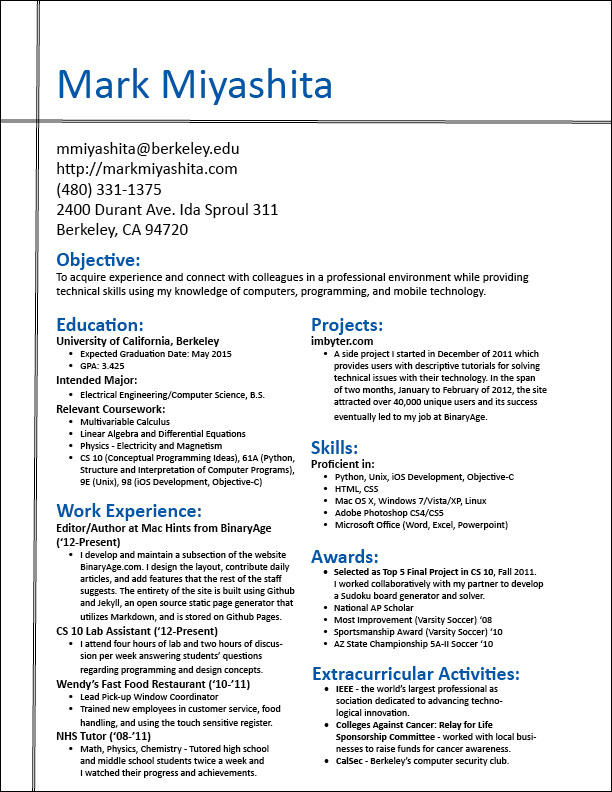 Mark Miyashita
mmiyashita@berkeley.edu
http://markmiyashita.com
(480) 331-1375
2400 Durant Ave. Ida Sproul 311
Berkeley, CA 94720
Objective:
To acquire experience and connect with colleagues in a professional environment while providing
technical skills using my knowledge of computers, programming, and mobile technology.
Education:
University of California, Berkeley
• Expected Graduation Date: May 2015
• GPA: 3.425
Intended Major:
• Electrical Engineering/Computer Science, B.S.
Relevant Coursework:
• Multivariable Calculus
• Linear Algebra and Differential Equations
• Physics - Electricity and Magnetism
• CS 10 (Conceptual Programming Ideas), 61A (Python,
Structure and Interpretation of Computer Programs),
9E (Unix), 98 (iOS Development, Objective-C)
Work Experience:
Editor/Author at Mac Hints from BinaryAge
(‘12-Present)
• I develop and maintain a subsection of the website
BinaryAge.com. I design the layout, contribute daily
articles, and add features that the rest of the staff
suggests. The entirety of the site is built using Github
and Jekyll, an open source static page generator that
utilizes Markdown, and is stored on Github Pages.
CS 10 Lab Assistant (‘12-Present)
• I attend four hours of lab and two hours of discus-
sion per week answering students’ questions
regarding programming and design concepts.
Wendy’s Fast Food Restaurant (‘10-’11)
• Lead Pick-up Window Coordinator
• Trained new employees in customer service, food
handling, and using the touch sensitive register.
NHS Tutor (‘08-’11)
• Math, Physics, Chemistry - Tutored high school
and middle school students twice a week and
I watched their progress and achievements.
Projects:
imbyter.com
• A side project I started in December of 2011 which
provides users with descriptive tutorials for solving
technical issues with their technology. In the span
of two months, January to February of 2012, the site
attracted over 40,000 unique users and its success
eventually led to my job at BinaryAge.
Skills:
Proficient in:
• Python, Unix, iOS Development, Objective-C
• HTML, CSS
• Mac OS X, Windows 7/Vista/XP, Linux
• Adobe Photoshop CS4/CS5
• Microsoft Office (Word, Excel, Powerpoint)
Awards:
• Selected as Top 5 Final Project in CS 10, Fall 2011.
I worked collaboratively with my partner to develop
a Sudoku board generator and solver.
• National AP Scholar
• Most Improvement (Varsity Soccer) ‘08
• Sportsmanship Award (Varsity Soccer) ‘10
• AZ State Championship 5A-II Soccer ‘10
Extracurricular Activities:
• IEEE - the world’s largest professional as
sociation dedicated to advancing techno-
logical innovation.
• Colleges Against Cancer: Relay for Life
Sponsorship Committee - worked with local busi-
nesses to raise funds for cancer awareness.
• CalSec - Berkeley’s computer security club.